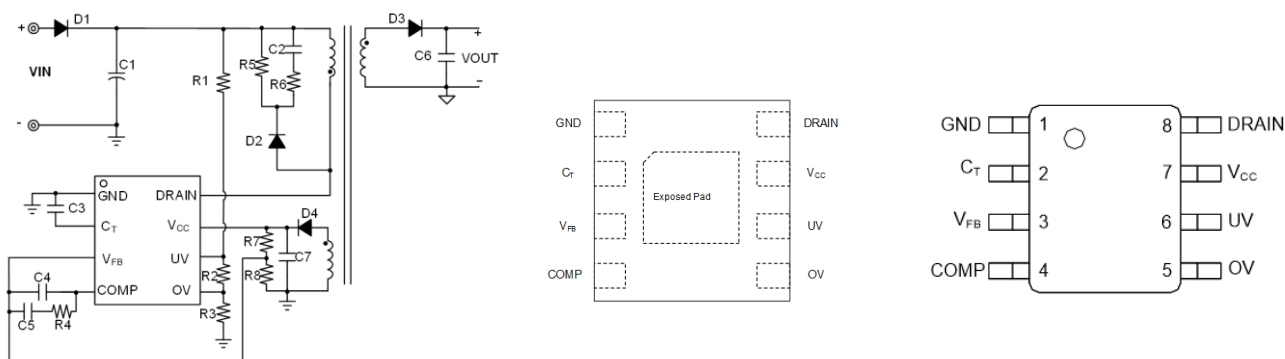 D1
D3
+
+
VIN
C1
R1
R5
C2
R6
C6
VOUT
-
-
D2
GND
DRAIN
C3
CT
VCC
D4
R7
C7
VFB
UV
R2
R8
C4
COMP
OV
C5
R4
R3
GND
DRAIN
CT
VCC
Exposed Pad
VFB
UV
COMP
OV
GND
1
8
DRAIN
CT
2
7
VCC
VFB
3
6
UV
COMP
4
5
OV